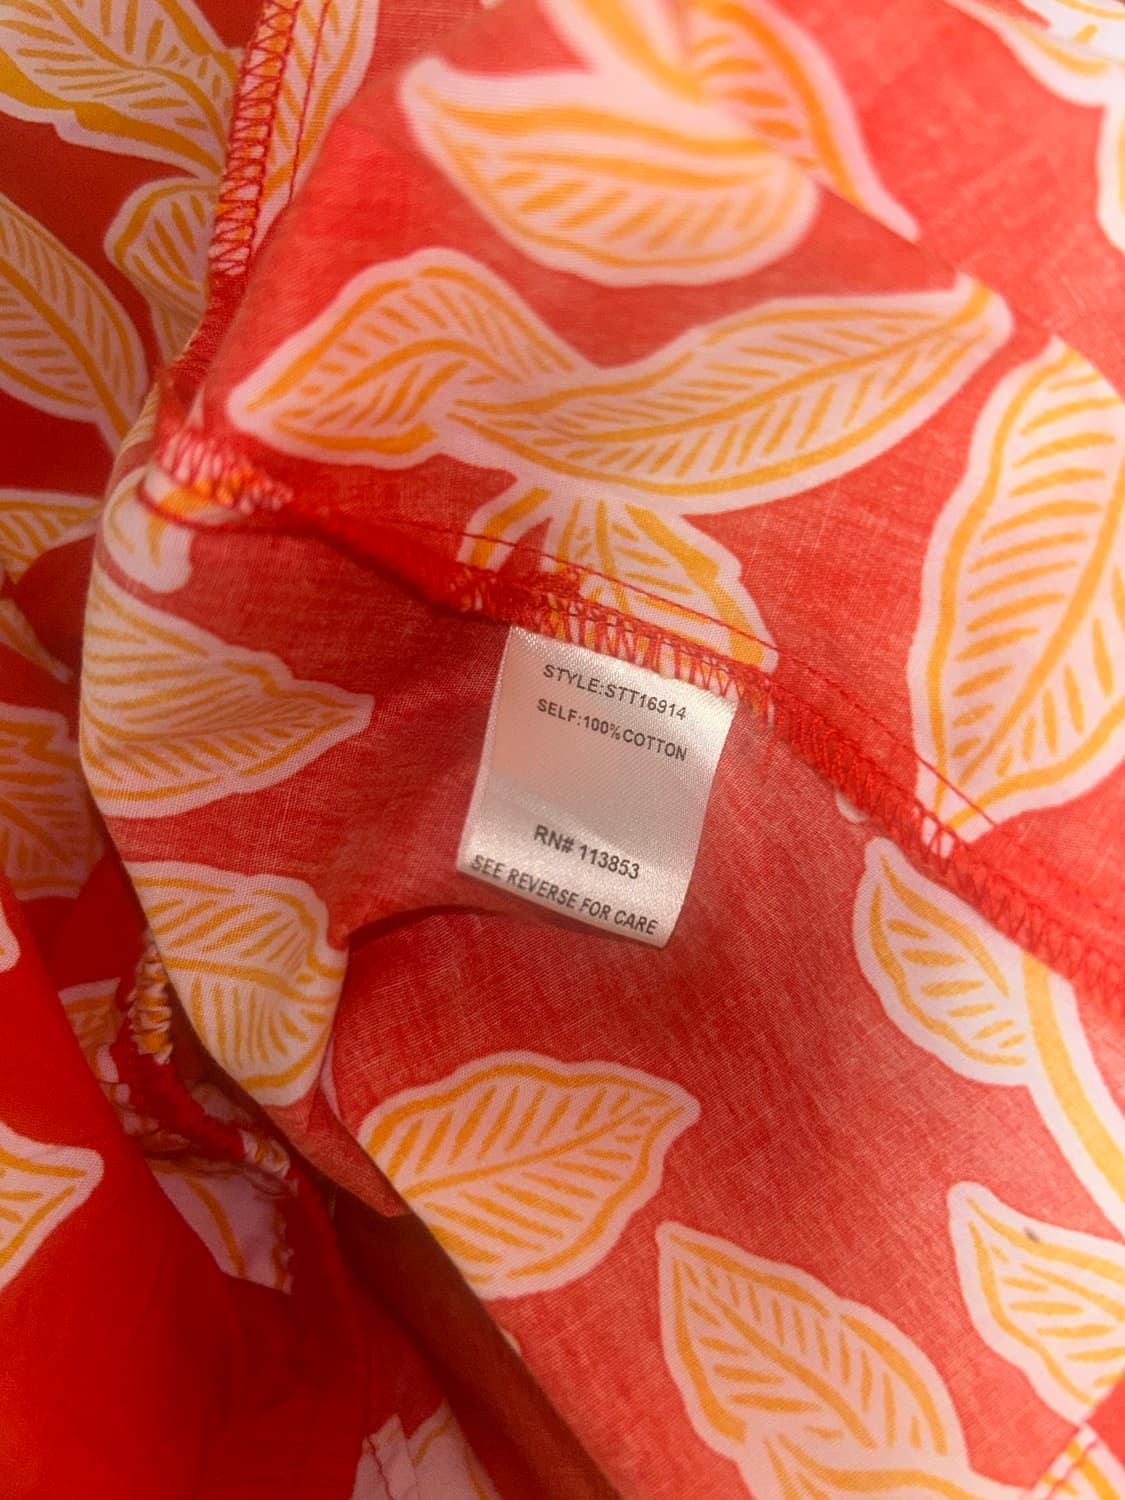 STYLE:STT16914
SELF:100%COTTON
RN# 113853
SEE REVERSE FOR CARE